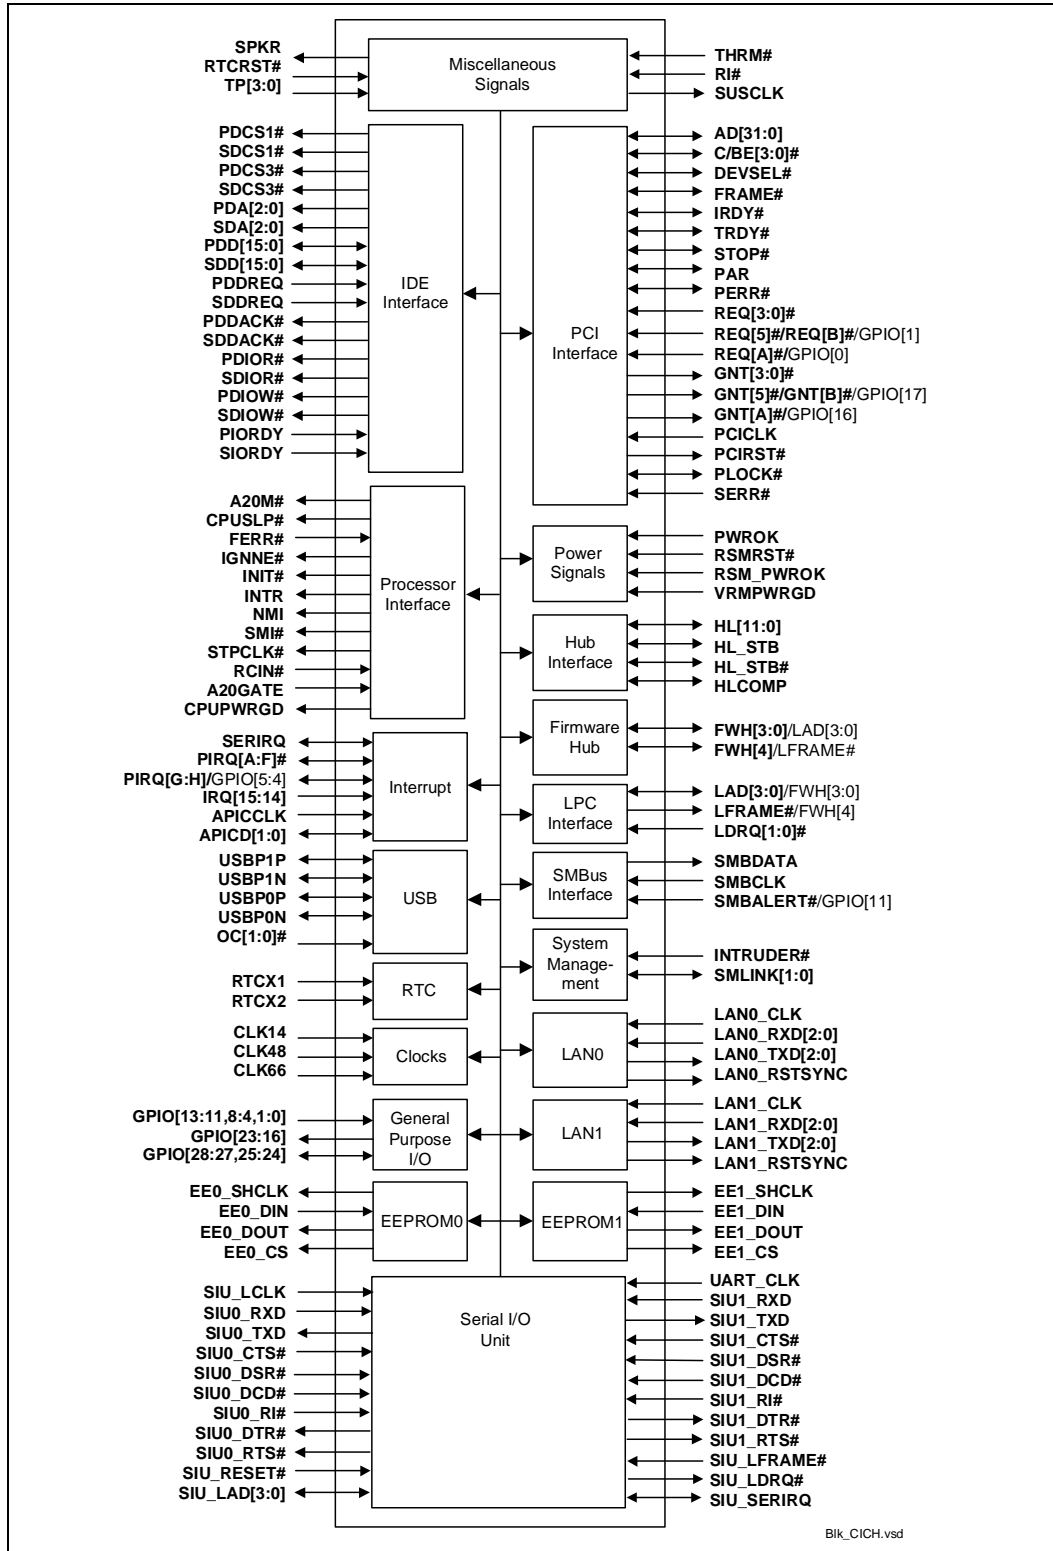 SPKR
RTCRST#
TP[3:0]
Miscellaneous
Signals
THRM#
RI#
SUSCLK
PDCS1#
SDCS1#
PDCS3#
SDCS3#
PDA[2:0]
SDA[2:0]
PDD[15:0]
SDD[15:0]
PDDREQ
SDDREQ
PDDACK#
SDDACK#
PDIOR#
SDIOR#
PDIOW#
SDIOW#
PIORDY
SIORDY
IDE
Interface
PCI
Interface
AD[31:0]
C/BE[3:0]#
DEVSEL#
FRAME#
IRDY#
TRDY#
STOP#
PAR
PERR#
REQ[3:0]#
REQ[5]#/REQ[B]#/GPIO[1]
REQ[A]#/GPIO[0]
GNT[3:0]#
GNT[5]#/GNT[B]#/GPIO[17]
GNT[A]#/GPIO[16]
PCICLK
PCIRST#
PLOCK#
SERR#
A20M#
CPUSLP#
FERR#
IGNNE#
INIT#
INTR
NMI
SMI#
STPCLK#
RCIN#
A20GATE
CPUPWRGD
Processor
Interface
Power
Signals
PWROK
RSMRST#
RSM_PWROK
VRMPWRGD
Hub
Interface
HL[11:0]
HL_STB
HL_STB#
HLCOMP
Firmware
Hub
FWH[3:0]/LAD[3:0]
FWH[4]/LFRAME#
SERIRQ
PIRQ[A:F]#
PIRQ[G:H]/GPIO[5:4]
IRQ[15:14]
APICCLK
APICD[1:0]
Interrupt
LPC
Interface
LAD[3:0]/FWH[3:0]
LFRAME#/FWH[4]
LDRQ[1:0]#
USBP1P
USBP1N
USBP0P
USBP0N
OC[1:0]#
USB
SMBus
Interface
SMBDATA
SMBCLK
SMBALERT#/GPIO[11]
System
Manage-
ment
INTRUDER#
SMLINK[1:0]
RTCX1
RTCX2
RTC
CLK14
CLK48
CLK66
Clocks
LAN0
LAN0_CLK
LAN0_RXD[2:0]
LAN0_TXD[2:0]
LAN0_RSTSYNC
GPIO[13:11,8:4,1:0]
GPIO[23:16]
GPIO[28:27,25:24]
General
Purpose
I/O
LAN1
LAN1_CLK
LAN1_RXD[2:0]
LAN1_TXD[2:0]
LAN1_RSTSYNC
EE0_SHCLK
EE0_DIN
EE0_DOUT
EE0_CS
EEPROM0
EEPROM1
EE1_SHCLK
EE1_DIN
EE1_DOUT
EE1_CS
SIU_LCLK
SIU0_RXD
SIU0_TXD
SIU0_CTS#
SIU0_DSR#
SIU0_DCD#
SIU0_RI#
SIU0_DTR#
SIU0_RTS#
SIU_RESET#
SIU_LAD[3:0]
Serial I/O
Unit
UART_CLK
SIU1_RXD
SIU1_TXD
SIU1_CTS#
SIU1_DSR#
SIU1_DCD#
SIU1_RI#
SIU1_DTR#
SIU1_RTS#
SIU_LFRAME#
SIU_LDRQ#
SIU_SERIRQ
Blk_CICH.vsd